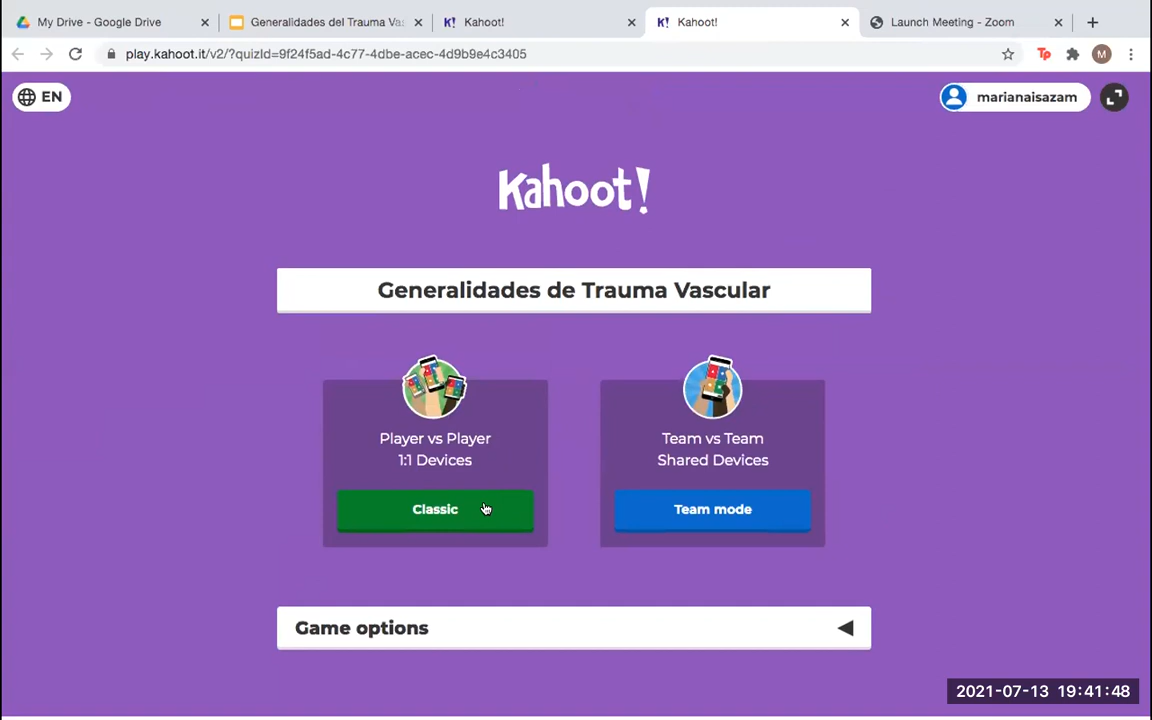 My Drive - Google Drive
Generalidades del Trauma Va
Kahoot!
Kahoot!
Launch Meeting - Zoom
play.kahoot.it/v2/?quizId=9f24f5ad-4c77-4dbe-acec-4d9b9e4c3405
Tp
M
EN
marianaisazam
Kahoot!
Generalidades de Trauma Vascular
Player vs Player
1:1 Devices
Classic
Team vs Team
Shared Devices
Team mode
Game options
2021-07-13 19:41:48